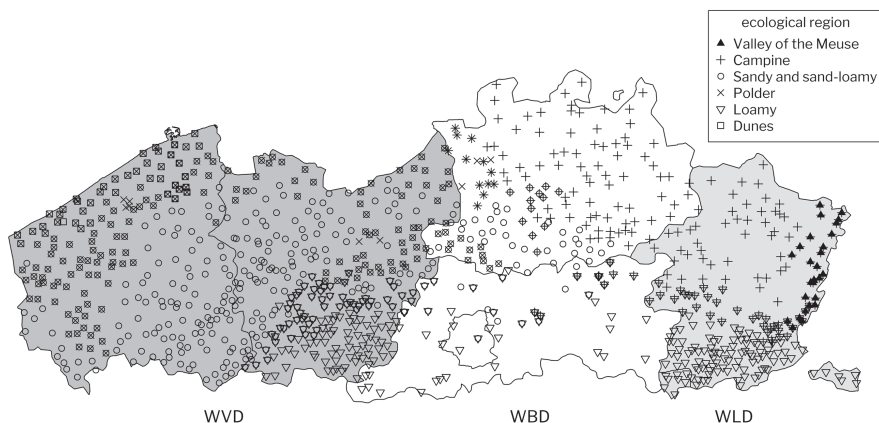 ecological region
Valley of the Meuse
Campine
Sandy and sand-loamy
Polder
Loamy
Dunes
WVD
WBD
WLD